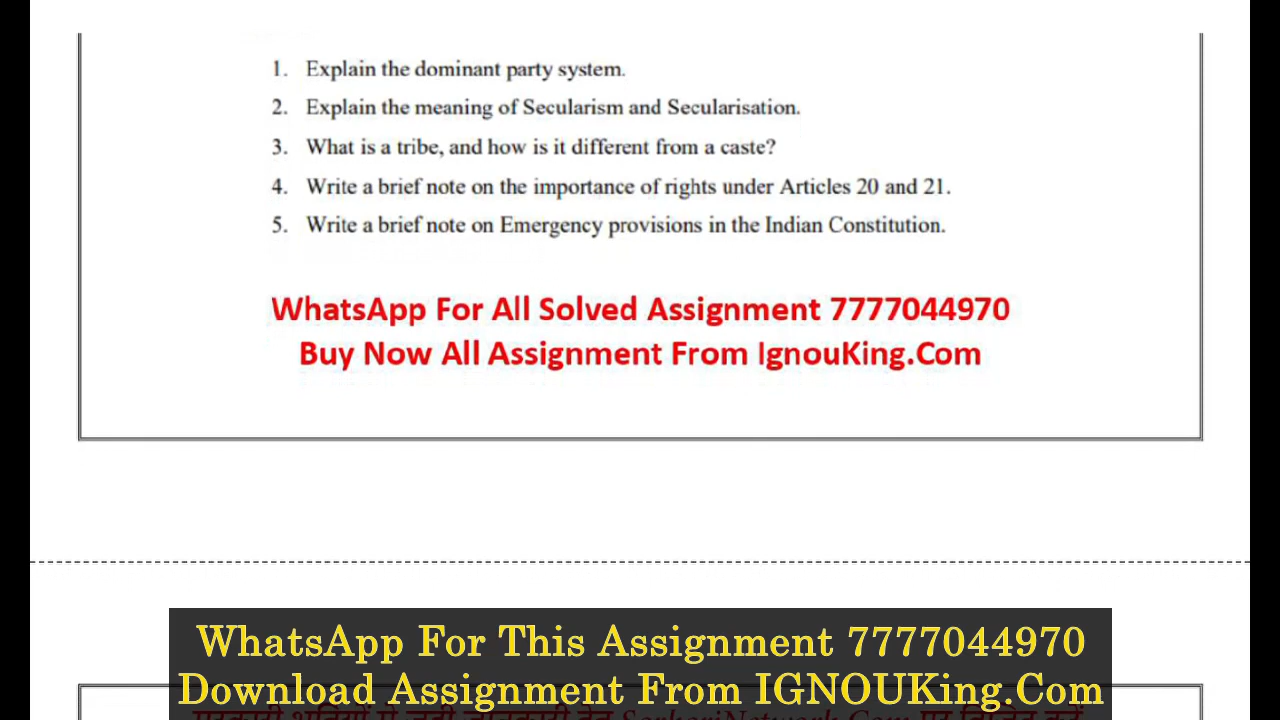 1. Explain the dominant party system.
2. Explain the meaning of Secularism and Secularisation.
3. What is a tribe, and how is it different from a caste?
4. Write a brief note on the importance of rights under Articles 20 and 21.
5. Write a brief note on Emergency provisions in the Indian Constitution.
WhatsApp For All Solved Assignment 7777044970
Buy Now All Assignment From IgnouKing.Com
WhatsApp For This Assignment 7777044970
Download Assignment From IGNOUKing.Com